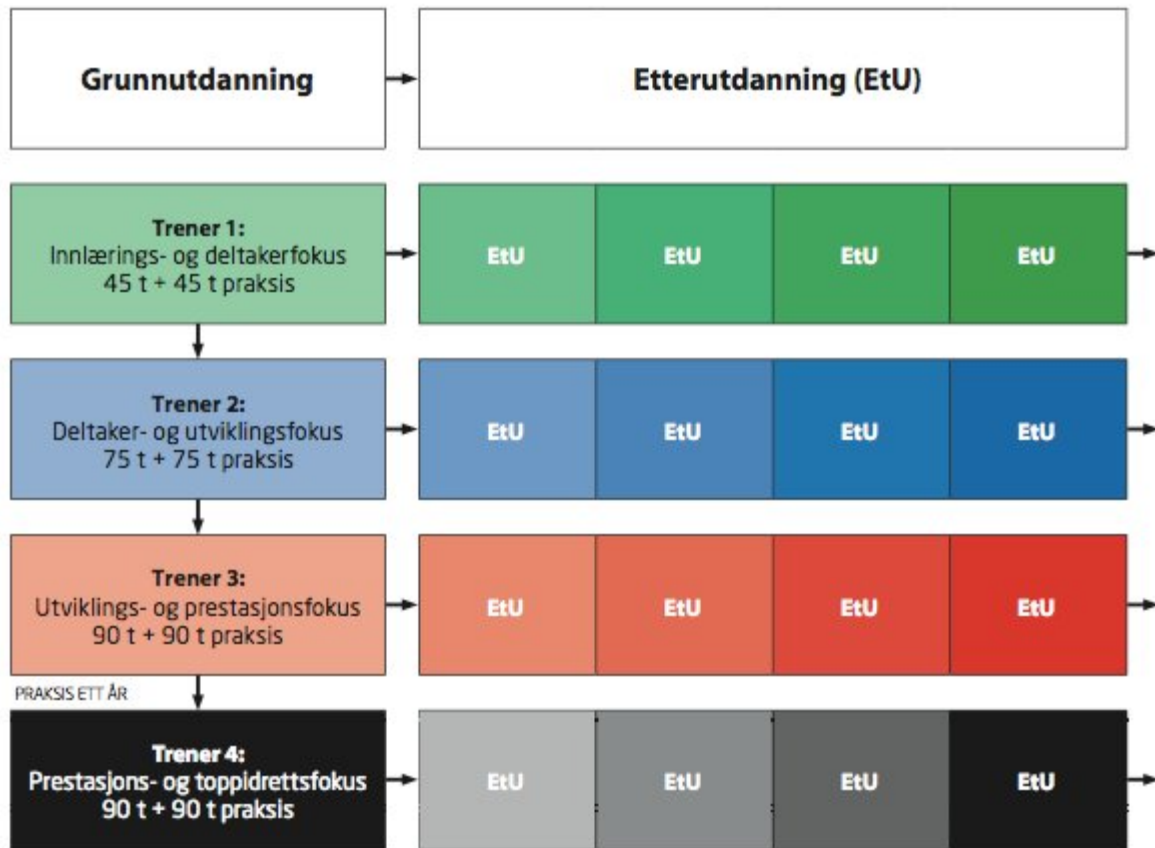 Grunnutdanning
Etterutdanning (EtU)
Trener 1:
Innlærings- og deltakerfokus
45 t + 45 t praksis
EtU
EtU
EtU
EtU
Trener 2:
Deltaker- og utviklingsfokus
75 t + 75 t praksis
EtU
EtU
EtU
EtU
Trener 3:
Utviklings- og prestasjonsfokus
90 t + 90 t praksis
EtU
EtU
EtU
EtU
PRAKSIS ETT ÅR
Trener 4:
Prestasjons- og toppidrettsfokus
90 t + 90 t praksis
EtU
EtU
EtU
EtU